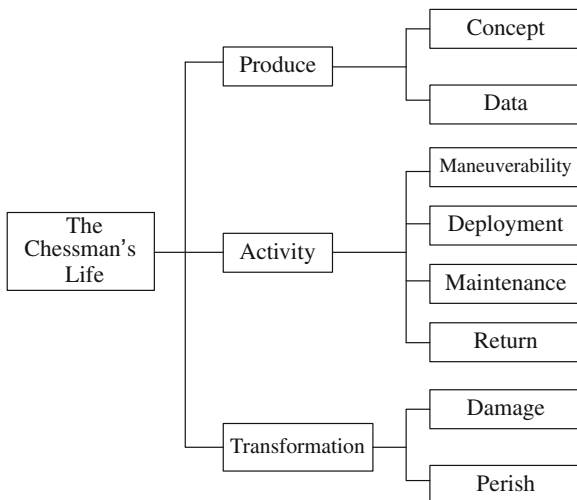 The
Chessman's
Life
Produce
Concept
Data
Activity
Maneuverability
Deployment
Maintenance
Return
Transformation
Damage
Perish